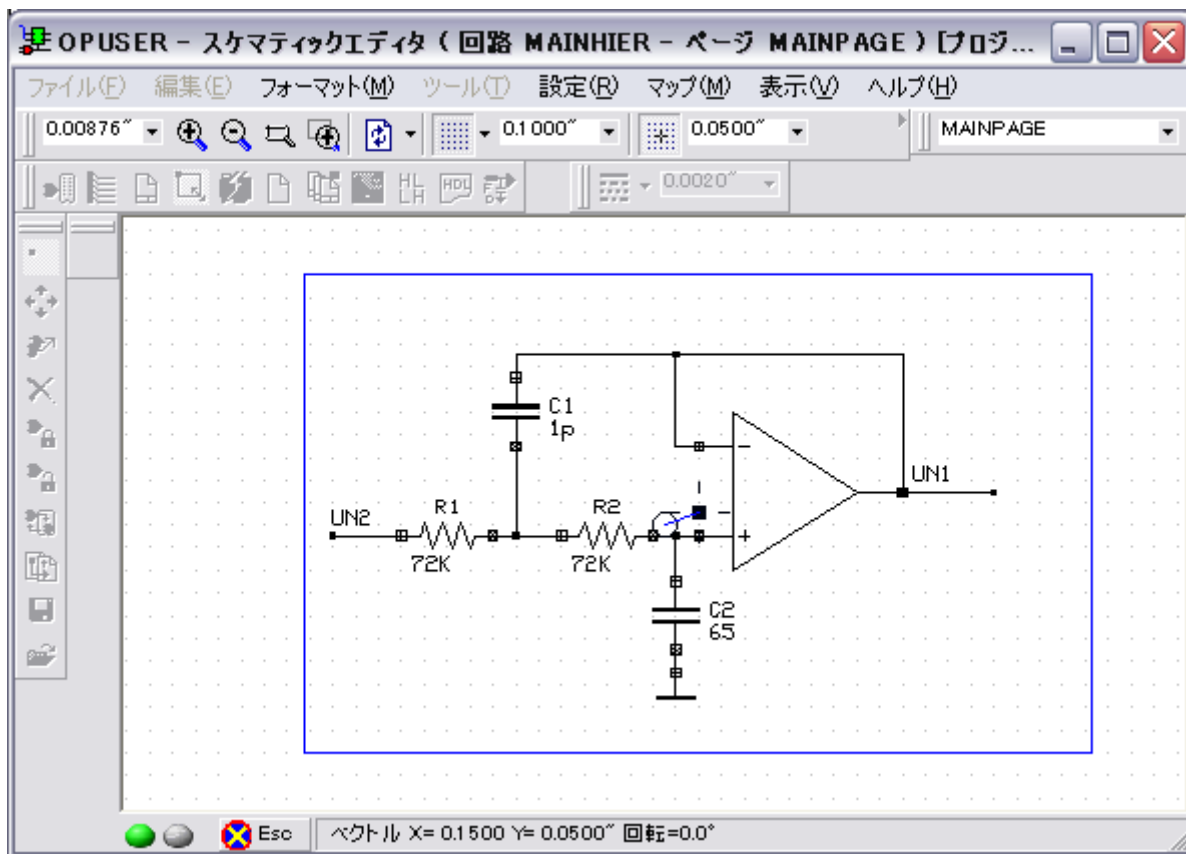 OPUSER - スケマティックエディタ ( 回路 MAINHIER - ページ MAINPAGE ) [プロジ...
ファイル(F) 編集(E) フォーマット(M) ツール(T) 設定(R) マップ(M) 表示(V) ヘルプ(H)
0.00876" 0.1000" 0.0500" MAINPAGE
HL LH HDL 0.0020"
C1
1p
UN1
UN2 R1 R2
72K 72K
C2
65
Esc ベクトル X= 0.1500 Y= 0.0500" 回転=0.0°